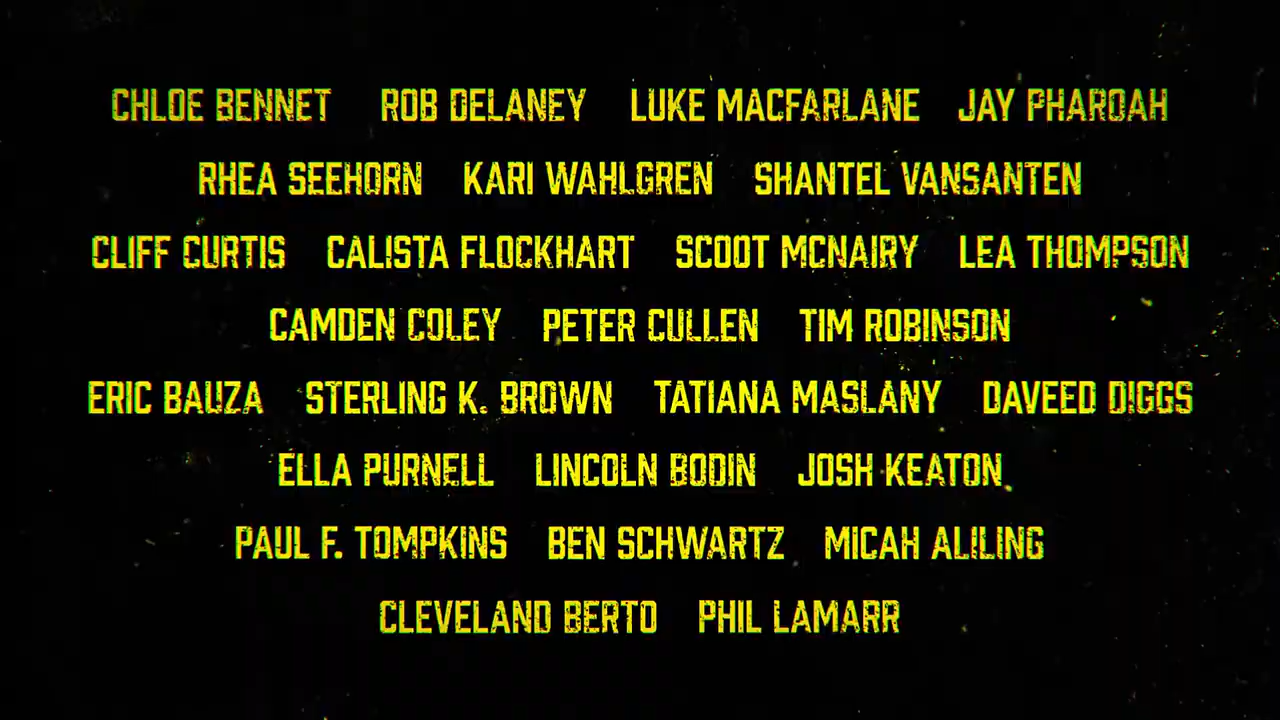 CHLOE BENNET ROB DELANEY LUKE MACFARLANE JAY PHAROAH
RHEA SEEHORN KARI WAHLGREN SHANTEL VANSANTEN
CLIFF CURTIS CALISTA FLOCKHART SCOOT MCNAIRY LEA THOMPSON
CAMDEN COLEY PETER CULLEN TIM ROBINSON
ERIC BAUZA STERLING K. BROWN TATIANA MASLANY DAVEED DIGGS
ELLA PURNELL LINCOLN BODIN JOSH KEATON
PAUL F. TOMPKINS BEN SCHWARTZ MICAH ALILING
CLEVELAND BERTO PHIL LAMARR